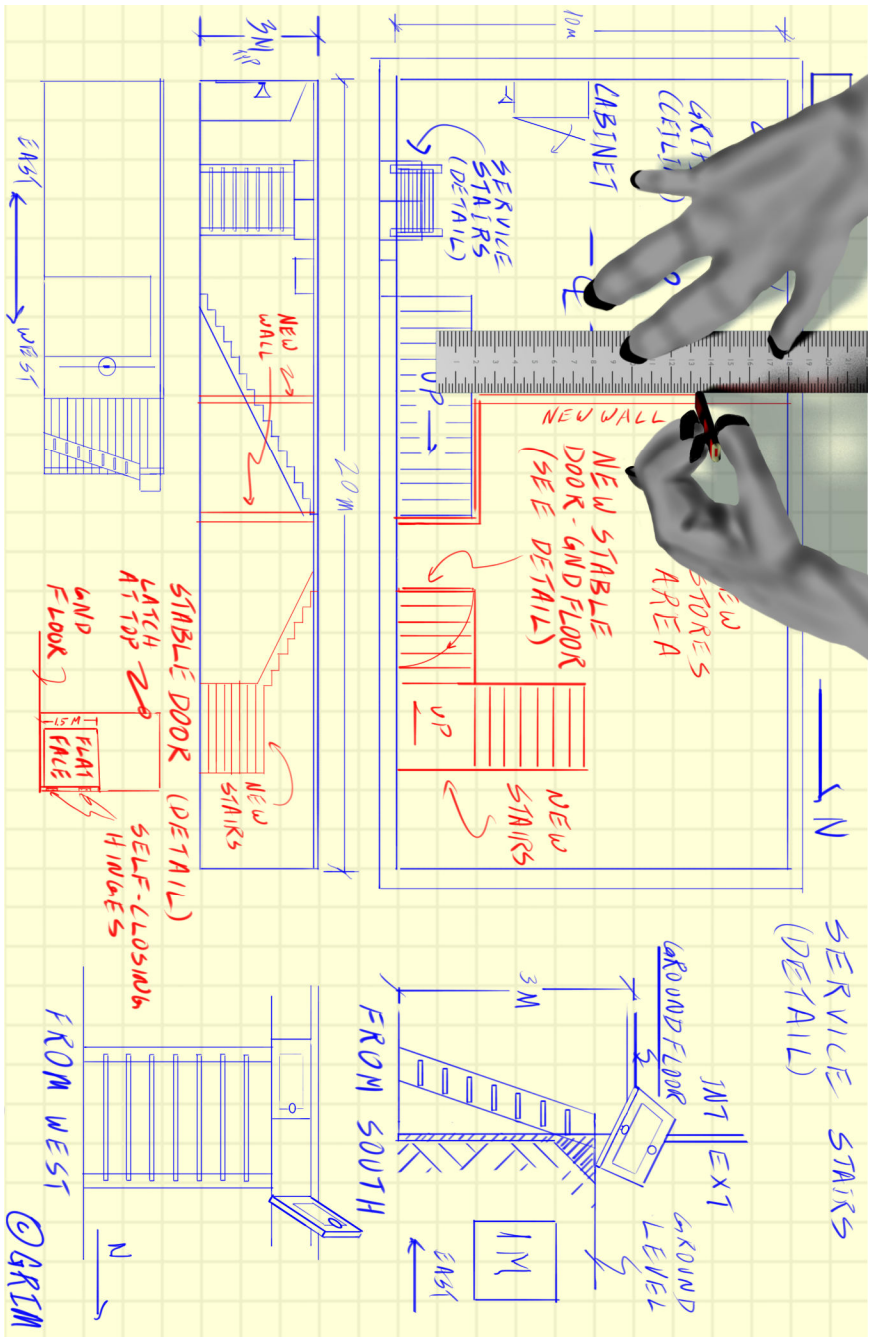 10m
CABINET
SERVICE
STAIRS
(DETAIL)
UP
NEW WALL
NEW STABLE
DOOR-GND FLOOR
(SEE DETAIL)
STORES
AREA
UP
NEW
STAIRS
N
3M
NEW
WALL
20M
NEW
STAIRS
EAST
WEST
STABLE DOOR (DETAIL)
LATCH
AT TOP
GND
FLOOR
1.5M
FLAT
FACE
SELF-CLOSING
HINGES
SERVICE STAIRS
(DETAIL)
INT EXT
GROUND FLOOR
GROUND
LEVEL
3M
1M
EAST
FROM SOUTH
FROM WEST
N
©GRIM